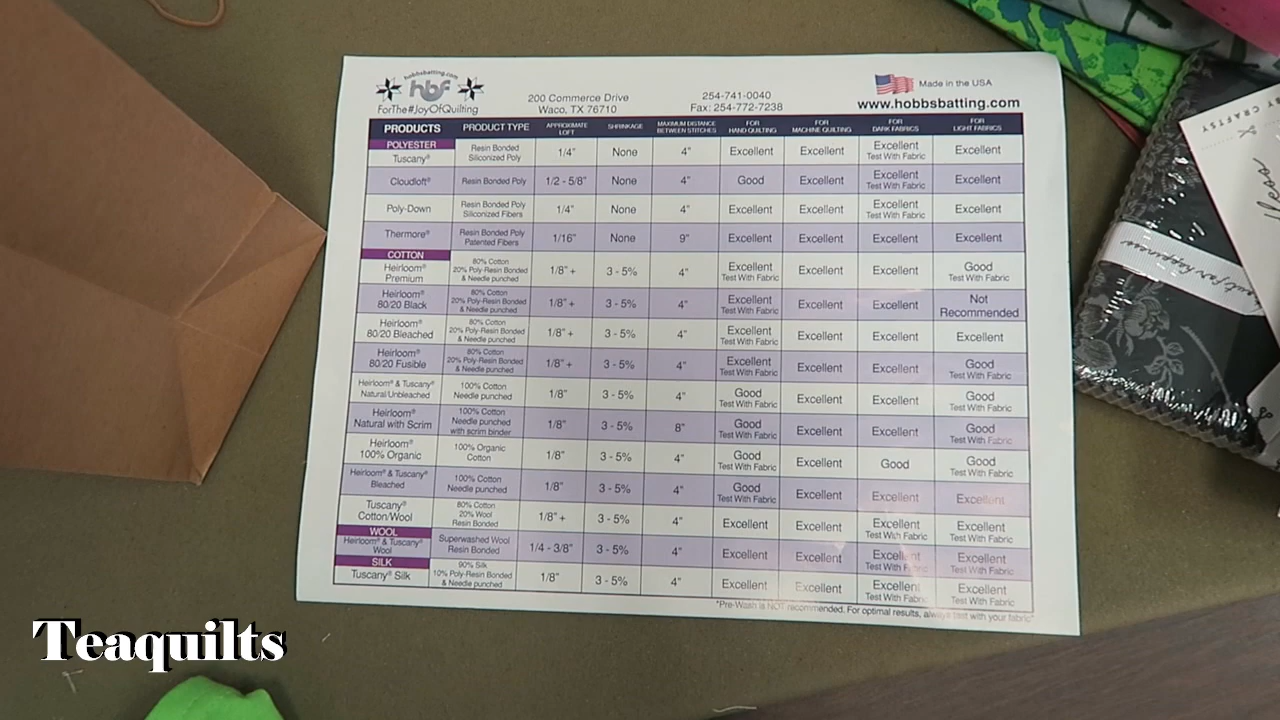 hobbsbatting.com
hbf
ForThe#JoyOfQuilting
200 Commerce Drive
Waco, TX 76710
254-741-0040
Fax: 254-772-7238
Made in the USA
www.hobbsbatting.com
PRODUCTS PRODUCT TYPE APPROXIMATE LOFT SHRINKAGE MAXIMUM DISTANCE BETWEEN STITCHES FOR HAND QUILTING FOR MACHINE QUILTING FOR DARK FABRICS FOR LIGHT FABRICS
POLYESTER
Tuscany® Resin Bonded Siliconized Poly 1/4" None 4" Excellent Excellent Excellent Test With Fabric Excellent
Cloudloft® Resin Bonded Poly 1/2 - 5/8" None 4" Good Excellent Excellent Test With Fabric Excellent
Poly-Down Resin Bonded Poly Siliconized Fibers 1/4" None 4" Excellent Excellent Excellent Test With Fabric Excellent
Thermore® Resin Bonded Poly Patented Fibers 1/16" None 9" Excellent Excellent Excellent Excellent
COTTON
Heirloom® Premium 80% Cotton 20% Poly-Resin Bonded & Needle punched 1/8" + 3 - 5% 4" Excellent Test With Fabric Excellent Excellent Good Test With Fabric
Heirloom® 80/20 Black 80% Cotton 20% Poly-Resin Bonded & Needle punched 1/8" + 3 - 5% 4" Excellent Test With Fabric Excellent Excellent Not Recommended
Heirloom® 80/20 Bleached 80% Cotton 20% Poly-Resin Bonded & Needle punched 1/8" + 3 - 5% 4" Excellent Test With Fabric Excellent Excellent Excellent
Heirloom® 80/20 Fusible 80% Cotton 20% Poly-Resin Bonded & Needle punched 1/8" + 3 - 5% 4" Excellent Test With Fabric Excellent Excellent Good Test With Fabric
Heirloom® & Tuscany® Natural/Unbleached 100% Cotton Needle punched 1/8" 3 - 5% 4" Good Test With Fabric Excellent Excellent Good Test With Fabric
Heirloom® Natural with Scrim 100% Cotton Needle punched with scrim binder 1/8" 3 - 5% 8" Good Test With Fabric Excellent Excellent Good Test With Fabric
Heirloom® 100% Organic 100% Organic Cotton 1/8" 3 - 5% 4" Good Test With Fabric Excellent Good Good Test With Fabric
Heirloom® & Tuscany® Bleached 100% Cotton Needle punched 1/8" 3 - 5% 4" Good Test With Fabric Excellent Excellent Excellent
Tuscany® Cotton/Wool 80% Cotton 20% Wool Resin Bonded 1/8" + 3 - 5% 4" Excellent Excellent Excellent Test With Fabric Excellent Test With Fabric
WOOL
Heirloom® & Tuscany® Wool Superwashed Wool Resin Bonded 1/4 - 3/8" 3 - 5% 4" Excellent Excellent Excellent Test With Fabric Excellent Test With Fabric
SILK
Tuscany® Silk 90% Silk 10% Poly-Resin Bonded & Needle punched 1/8" 3 - 5% 4" Excellent Excellent Excellent Test With Fabric Excellent Test With Fabric
*Pre-Wash is NOT recommended. For optimal results, always test with your fabric*
Teaquilts